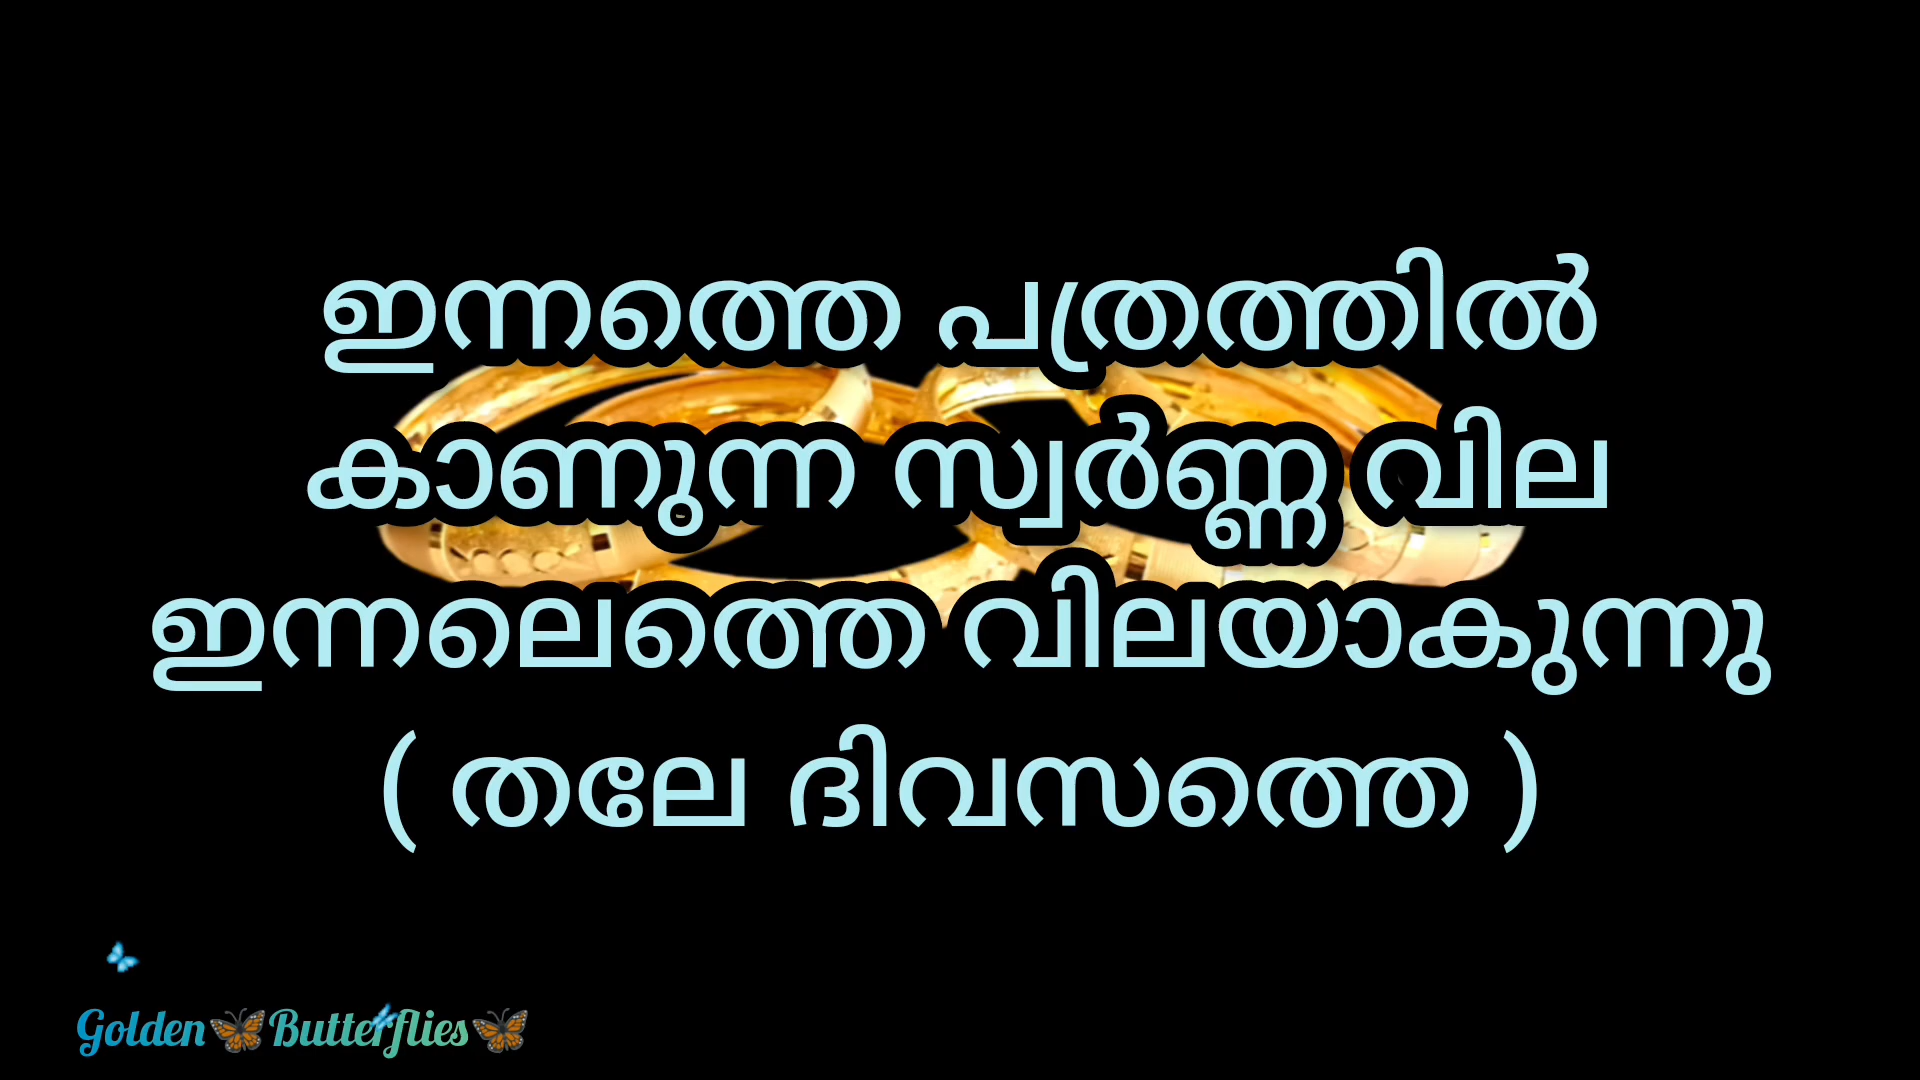 ഇന്നത്തെ പത്രത്തിൽ
കാണുന്ന സ്വർണ്ണ വില
ഇന്നലെത്തെ വിലയാകുന്നു
( തലേ ദിവസത്തെ )
Golden🦋Butterflies🦋